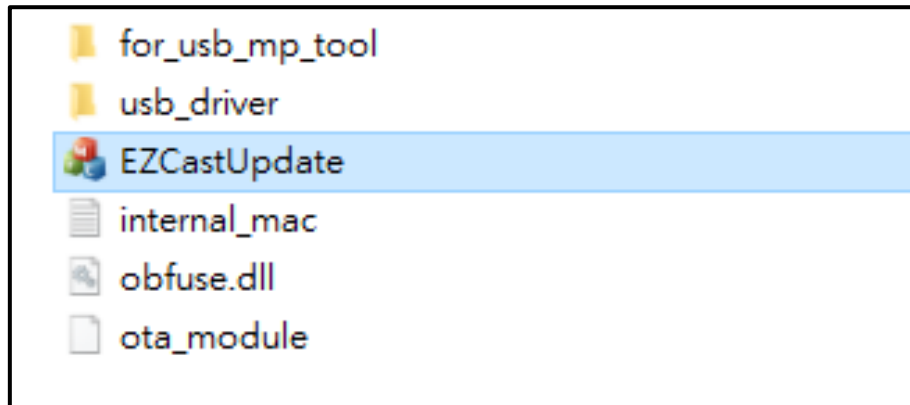 for_usb_mp_tool
usb_driver
EZCastUpdate
internal_mac
obfuse.dll
ota_module